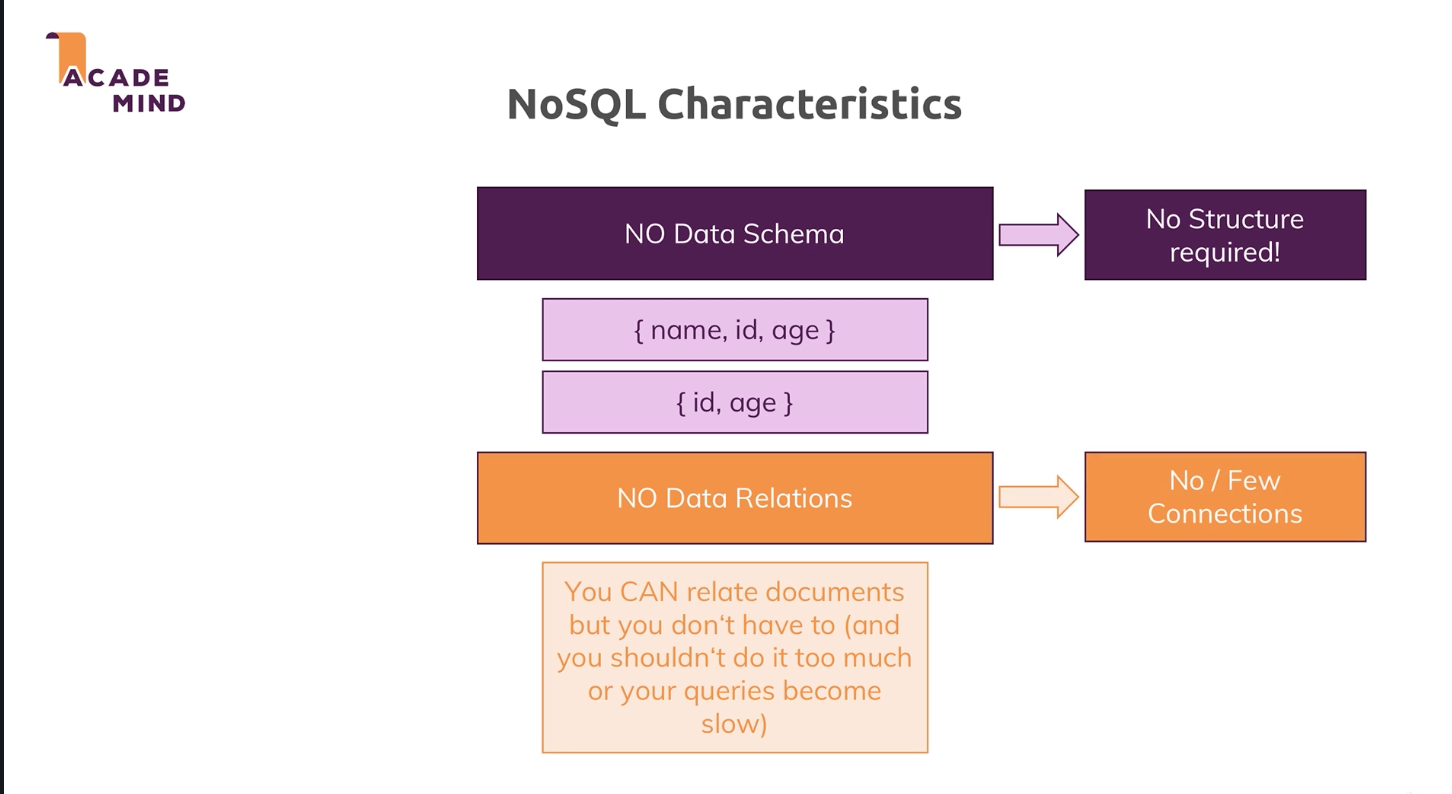 ACADE
MIND
NoSQL Characteristics
NO Data Schema
No Structure
required!
{ name, id, age }
{ id, age }
NO Data Relations
No / Few
Connections
You CAN relate documents
but you don‘t have to (and
you shouldn‘t do it too much
or your queries become
slow)